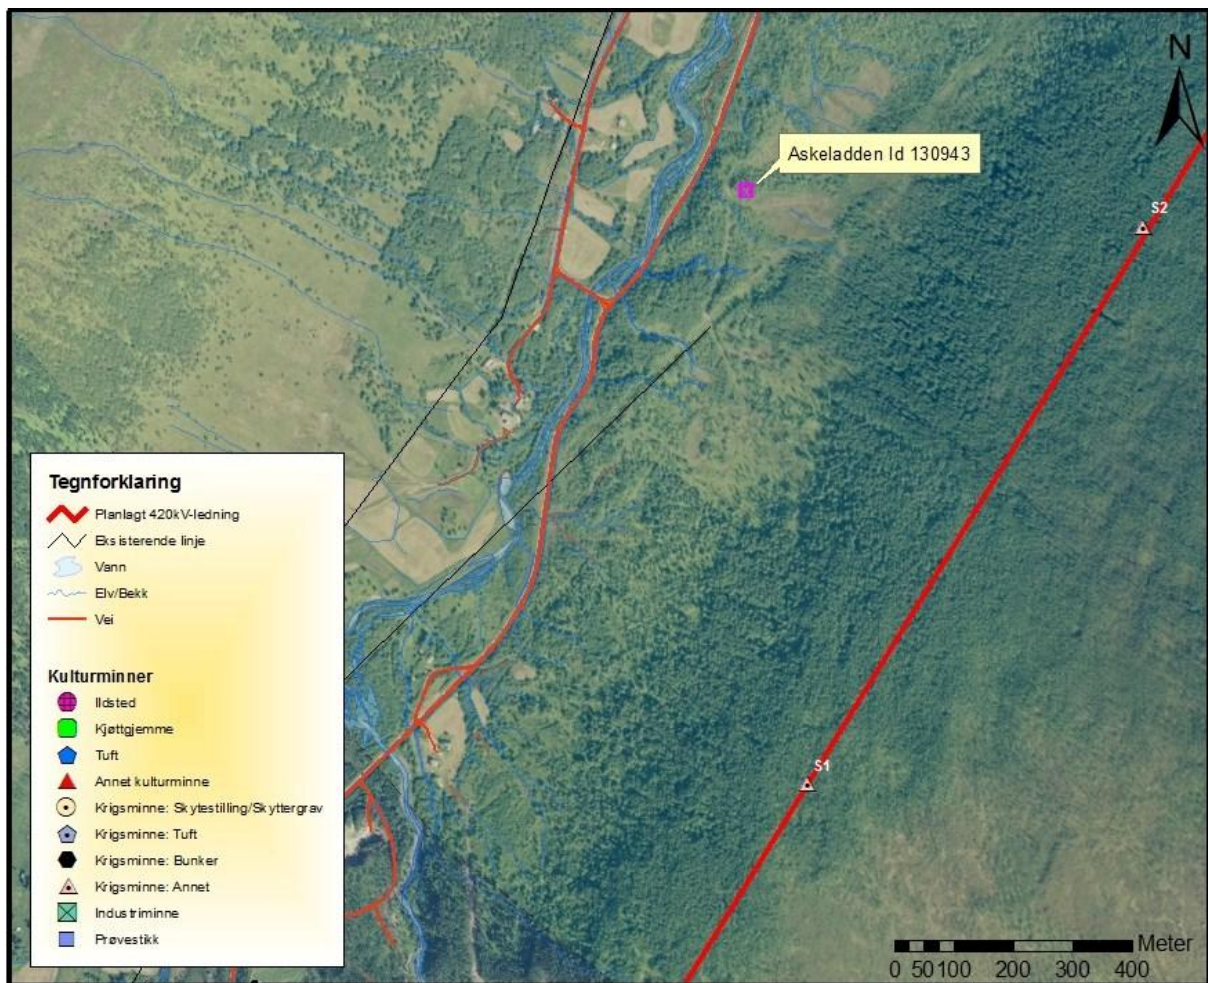 N
Askeladden Id 130943
S2
S1
Tegnforklaring
Planlagt 420kV-ledning
Eksisterende linje
Vann
Elv/Bekk
Vei
Kulturminner
Ildsted
Kjøttgjemme
Tuft
Annet kulturminne
Krigsminne: Skytestilling/Skyttergrav
Krigsminne: Tuft
Krigsminne: Bunker
Krigsminne: Annet
Industriminne
Prøvestikk
Meter
0 50 100 200 300 400